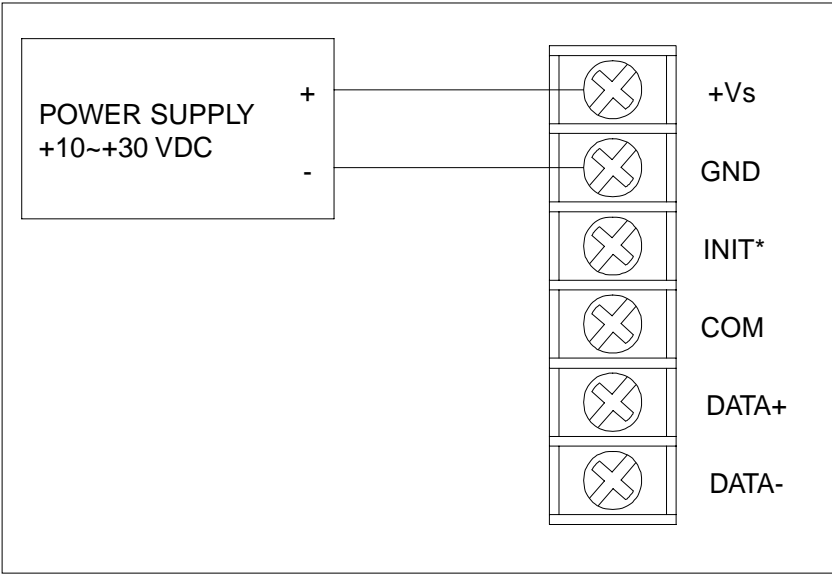 POWER SUPPLY
+10~+30 VDC
+
-
+Vs
GND
INIT*
COM
DATA+
DATA-